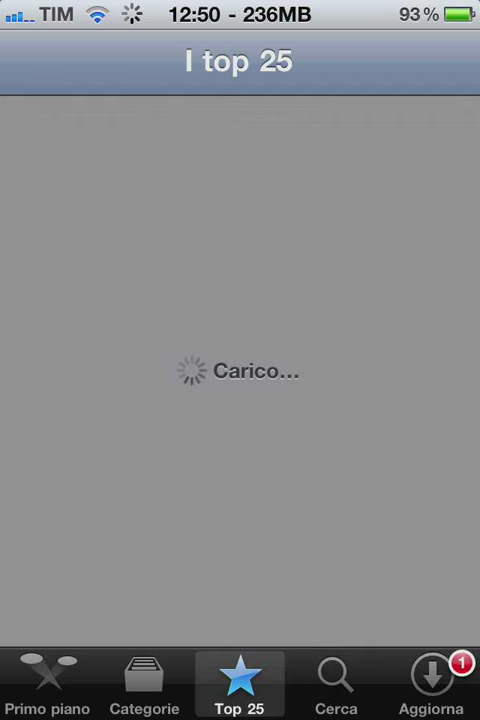 TIM 12:50 - 236MB 93%
I top 25
Carico...
1
Primo piano Categorie Top 25 Cerca Aggiorna